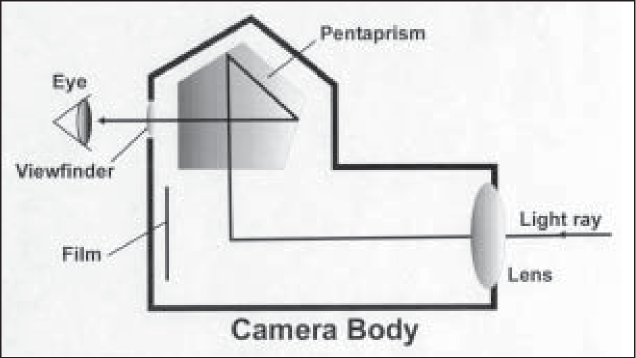 Pentaprism
Eye
Viewfinder
Film
Light ray
Lens
Camera Body